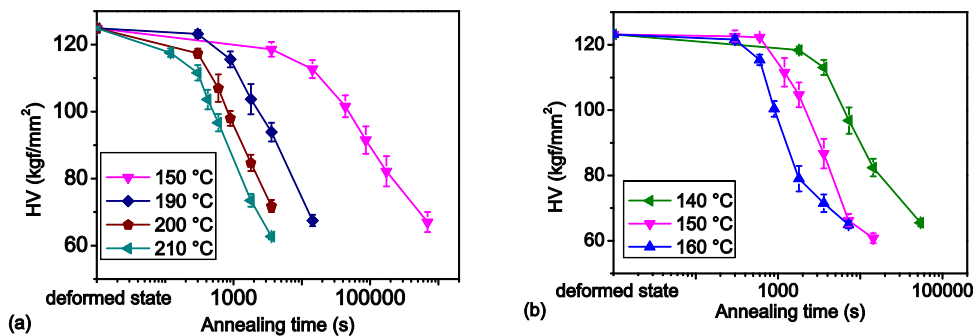 120
100
80
60
HV (kgf/mm²)
150 °C
190 °C
200 °C
210 °C
deformed state
1000
100000
Annealing time (s)
(a)
120
100
80
60
HV (kgf/mm²)
140 °C
150 °C
160 °C
deformed state
1000
100000
Annealing time (s)
(b)